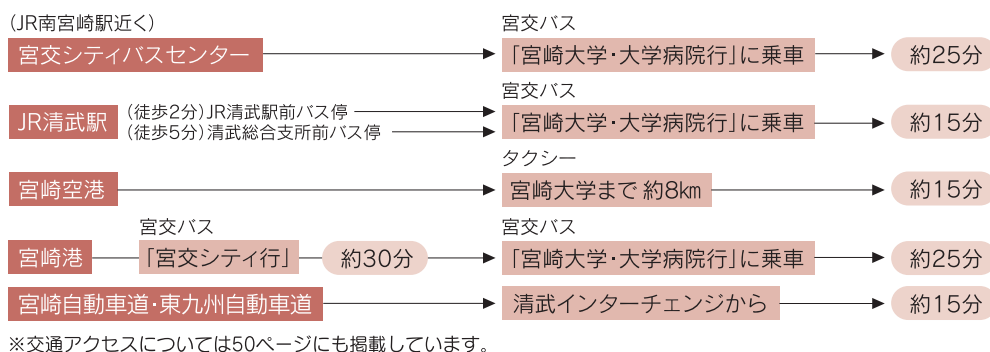 (JR南宮崎駅近く)
宮交バス
宮交シティバスセンター 「宮崎大学・大学病院行」に乗車 約25分
宮交バス
JR清武駅 (徒歩2分)JR清武駅前バス停
(徒歩5分)清武総合支所前バス停 「宮崎大学・大学病院行」に乗車 約15分
タクシー
宮崎空港 宮崎大学まで 約8km 約15分
宮交バス 宮交バス
宮崎港 「宮交シティ行」 約30分 「宮崎大学・大学病院行」に乗車 約25分
宮崎自動車道・東九州自動車道 清武インターチェンジから 約15分
※交通アクセスについては50ページにも掲載しています。